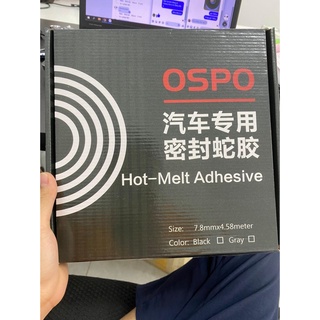 OSPO
汽车专用
密封蛇胶
Hot-Melt Adhesive
Size: 7.8mmx4.58meter
Color: Black □ Gray □